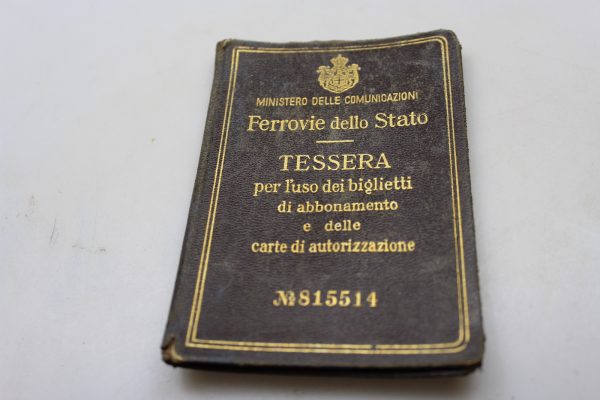 MINISTERO DELLE COMUNICAZIONI
Ferrovie dello Stato
TESSERA
per l'uso dei biglietti
di abbonamento
e delle
carte di autorizzazione
№815514